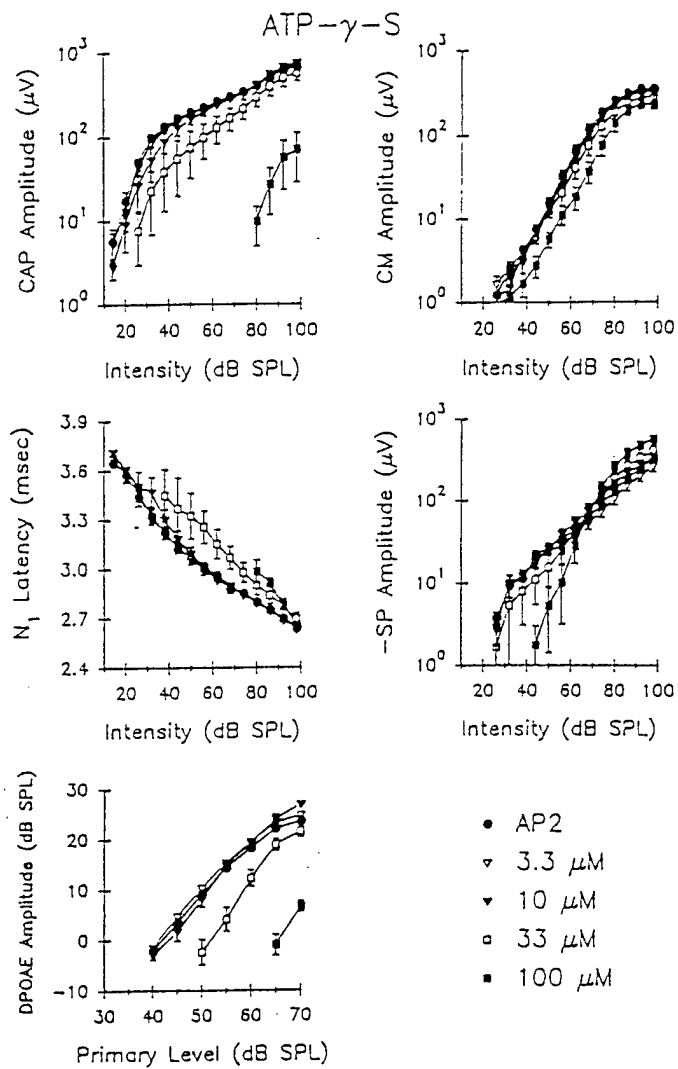 ATP-γ-S
CAP Amplitude (μV)
10³
10²
10¹
10⁰
20 40 60 80 100
Intensity (dB SPL)
CM Amplitude (μV)
10³
10²
10¹
10⁰
20 40 60 80 100
Intensity (dB SPL)
N₁ Latency (msec)
3.9
3.6
3.3
3.0
2.7
2.4
20 40 60 80 100
Intensity (dB SPL)
-SP Amplitude (μV)
10³
10²
10¹
10⁰
20 40 60 80 100
Intensity (dB SPL)
DPOAE Amplitude (dB SPL)
30
20
10
0
-10
30 40 50 60 70
Primary Level (dB SPL)
AP2
3.3 μM
10 μM
33 μM
100 μM